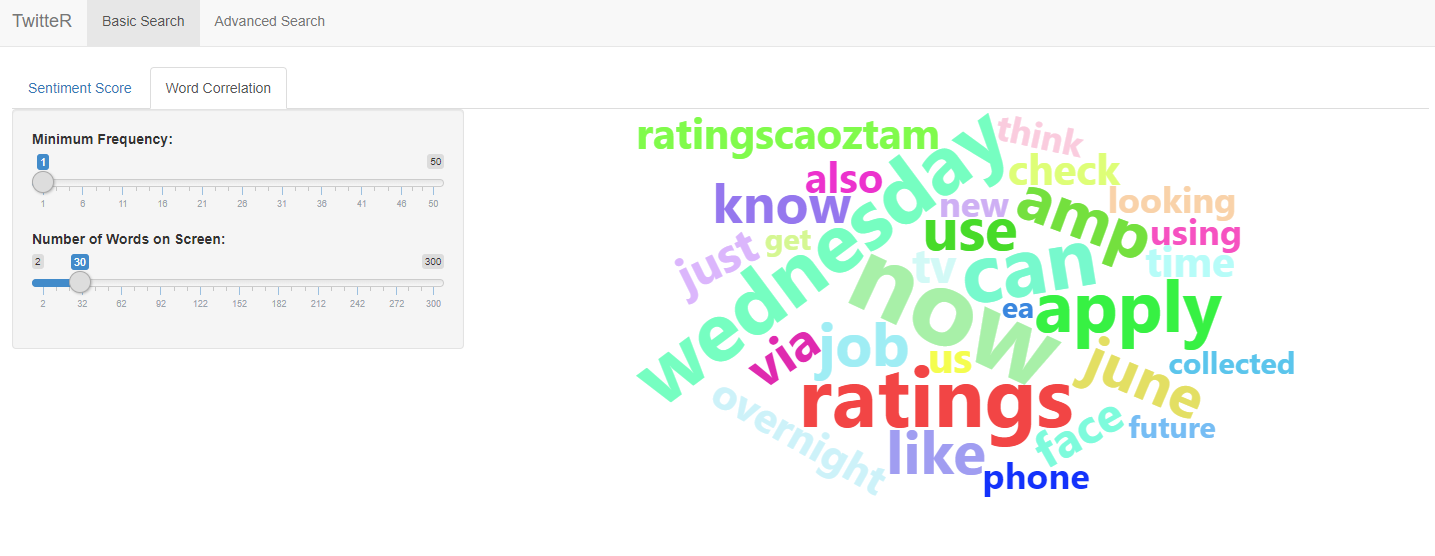 TwitteR Basic Search Advanced Search
Sentiment Score Word Correlation
Minimum Frequency:
1 50
1 6 11 16 21 26 31 36 41 46 50
Number of Words on Screen:
2 30 300
2 32 62 92 122 152 182 212 242 272 300
ratingscaoztam
think
wednesday
check
also
know
new
amp
looking
use
using
get
just
tv
can
time
now
ea
apply
via
job
us
june
collected
ratings
overnight
face
future
like
phone